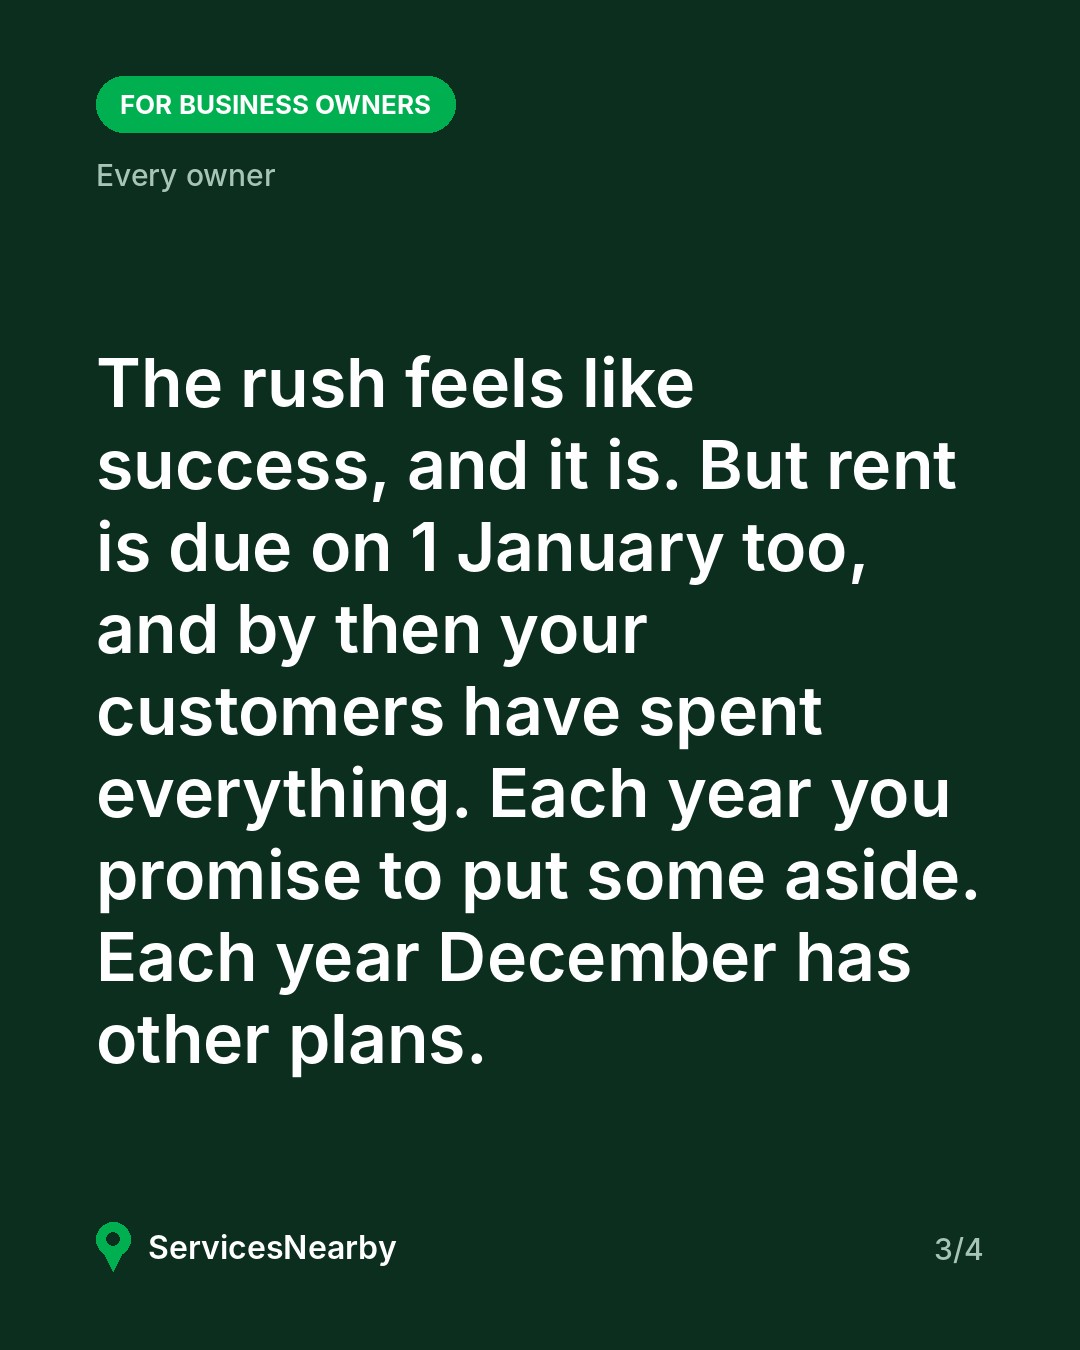 FOR BUSINESS OWNERS
Every owner
The rush feels like
success, and it is. But rent
is due on 1 January too,
and by then your
customers have spent
everything. Each year you
promise to put some aside.
Each year December has
other plans.
ServicesNearby
3/4